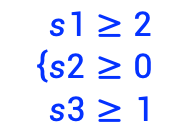 s1 ≥ 2
{s2 ≥ 0
s3 ≥ 1